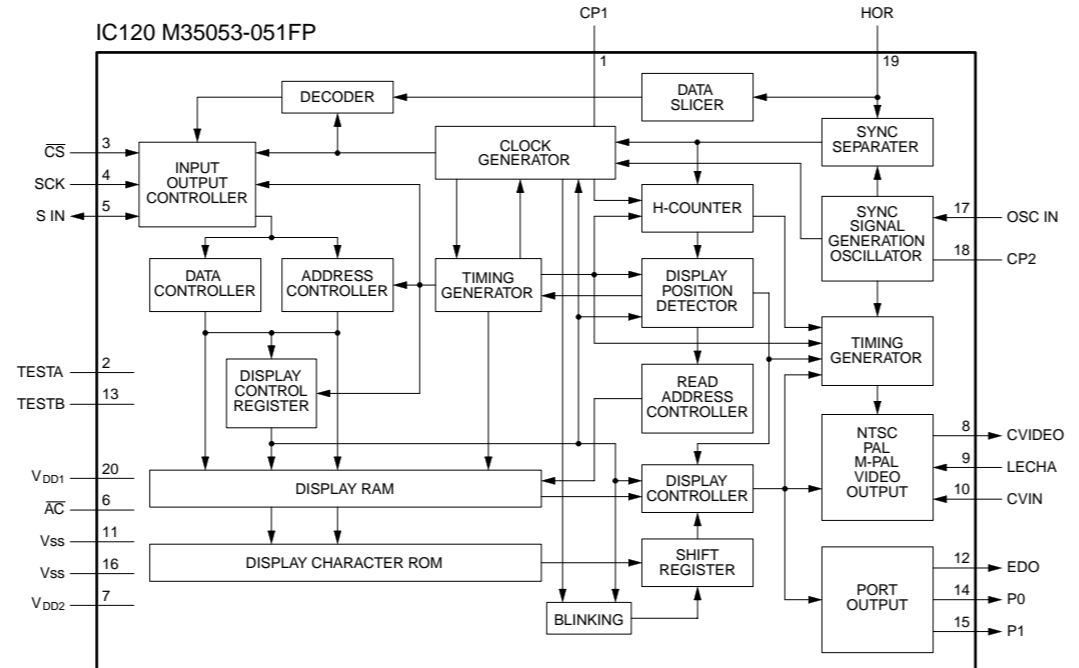 CP1
HOR
IC120 M35053-051FP
1
19
DECODER
DATA
SLICER
SYNC
SEPARATER
CLOCK
GENERATOR
INPUT
OUTPUT
CONTROLLER
CS
3
SCK
4
S IN
5
H-COUNTER
SYNC
SIGNAL
GENERATION
OSCILLATOR
17
OSC IN
18
CP2
DATA
CONTROLLER
ADDRESS
CONTROLLER
TIMING
GENERATOR
DISPLAY
POSITION
DETECTOR
TIMING
GENERATOR
TESTA
2
TESTB
13
DISPLAY
CONTROL
REGISTER
READ
ADDRESS
CONTROLLER
NTSC
PAL
M-PAL
VIDEO
OUTPUT
8
CVIDEO
9
LECHA
10
CVIN
VDD1
20
AC
6
Vss
11
Vss
16
VDD2
7
DISPLAY RAM
DISPLAY
CONTROLLER
DISPLAY CHARACTER ROM
SHIFT
REGISTER
BLINKING
PORT
OUTPUT
12
EDO
14
P0
15
P1